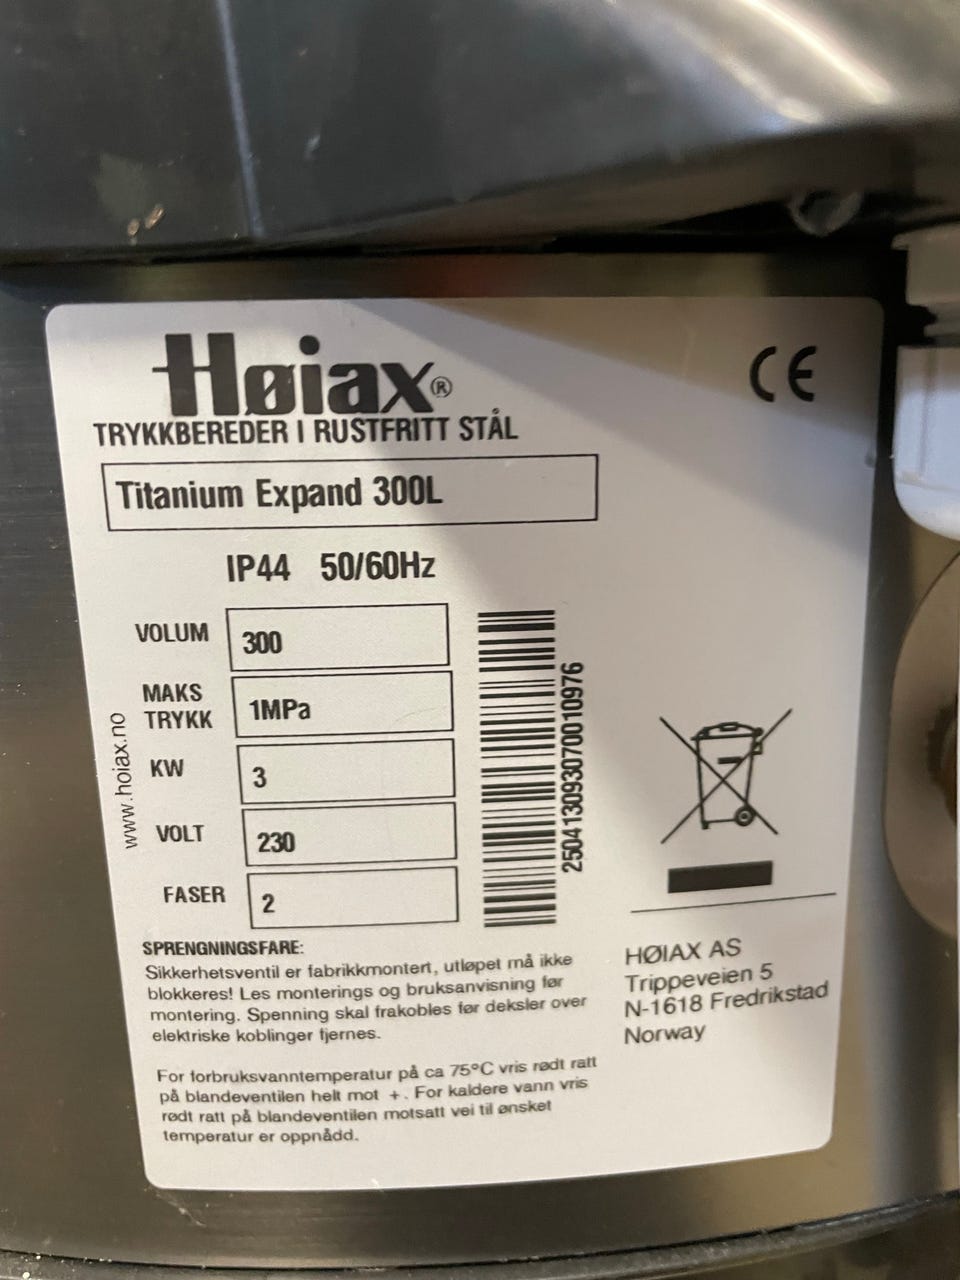 Høiax®
CE
TRYKKBEREDER I RUSTFRITT STÅL
Titanium Expand 300L
IP44 50/60Hz
VOLUM 300
MAKS TRYKK 1MPa
KW 3
VOLT 230
FASER 2
www.hoiax.no
250413093070010976
SPRENGNINGSFARE:
Sikkerhetsventil er fabrikkmontert, utløpet må ikke
blokkeres! Les monterings og bruksanvisning før
montering. Spenning skal frakobles før deksler over
elektriske koblinger fjernes.
For forbruksvanntemperatur på ca 75°C vris rødt ratt
på blandeventilen helt mot +. For kaldere vann vris
rødt ratt på blandeventilen motsatt vei til ønsket
temperatur er oppnådd.
HØIAX AS
Trippeveien 5
N-1618 Fredrikstad
Norway